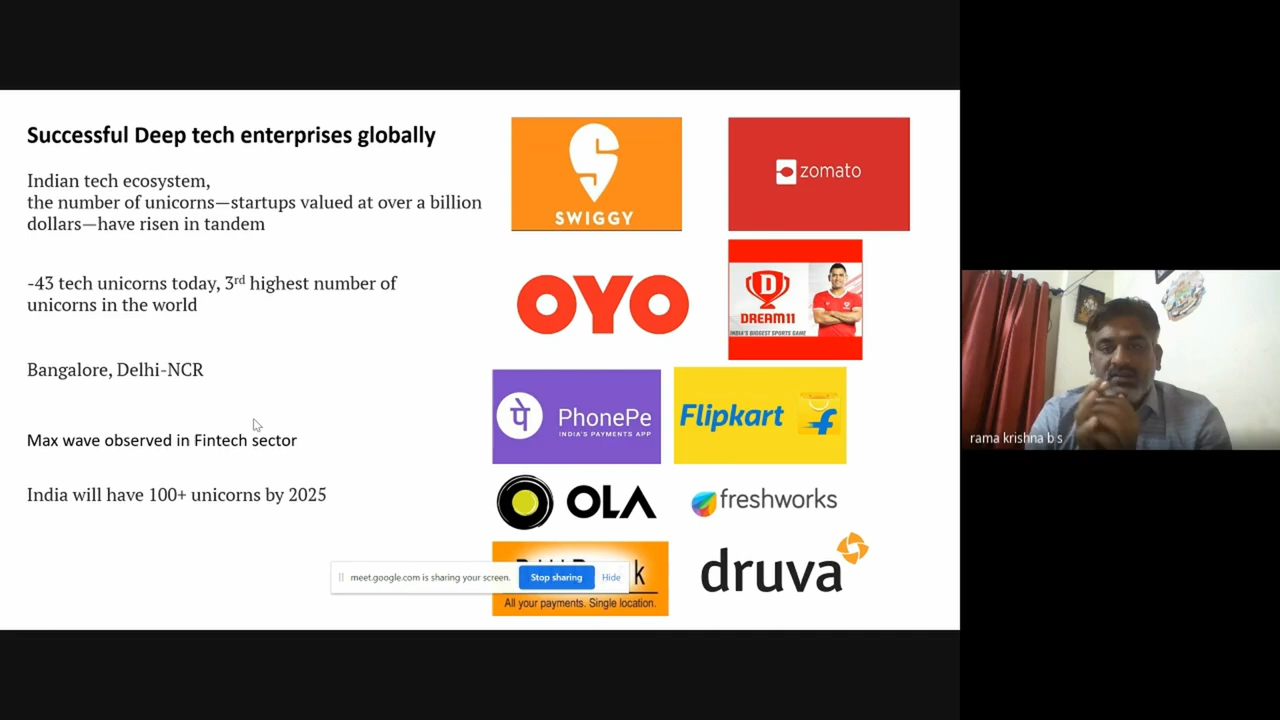 Successful Deep tech enterprises globally
Indian tech ecosystem,
the number of unicorns—startups valued at over a billion
dollars—have risen in tandem
-43 tech unicorns today, 3rd highest number of
unicorns in the world
Bangalore, Delhi-NCR
Max wave observed in Fintech sector
India will have 100+ unicorns by 2025
SWIGGY
zomato
OYO
D
DREAM11
INDIA'S BIGGEST SPORTS GAME
पे
PhonePe
INDIA'S PAYMENTS APP
Flipkart
f
OLA
freshworks
All your payments. Single location.
druva
meet.google.com is sharing your screen.
Stop sharing
Hide
rama krishna b s